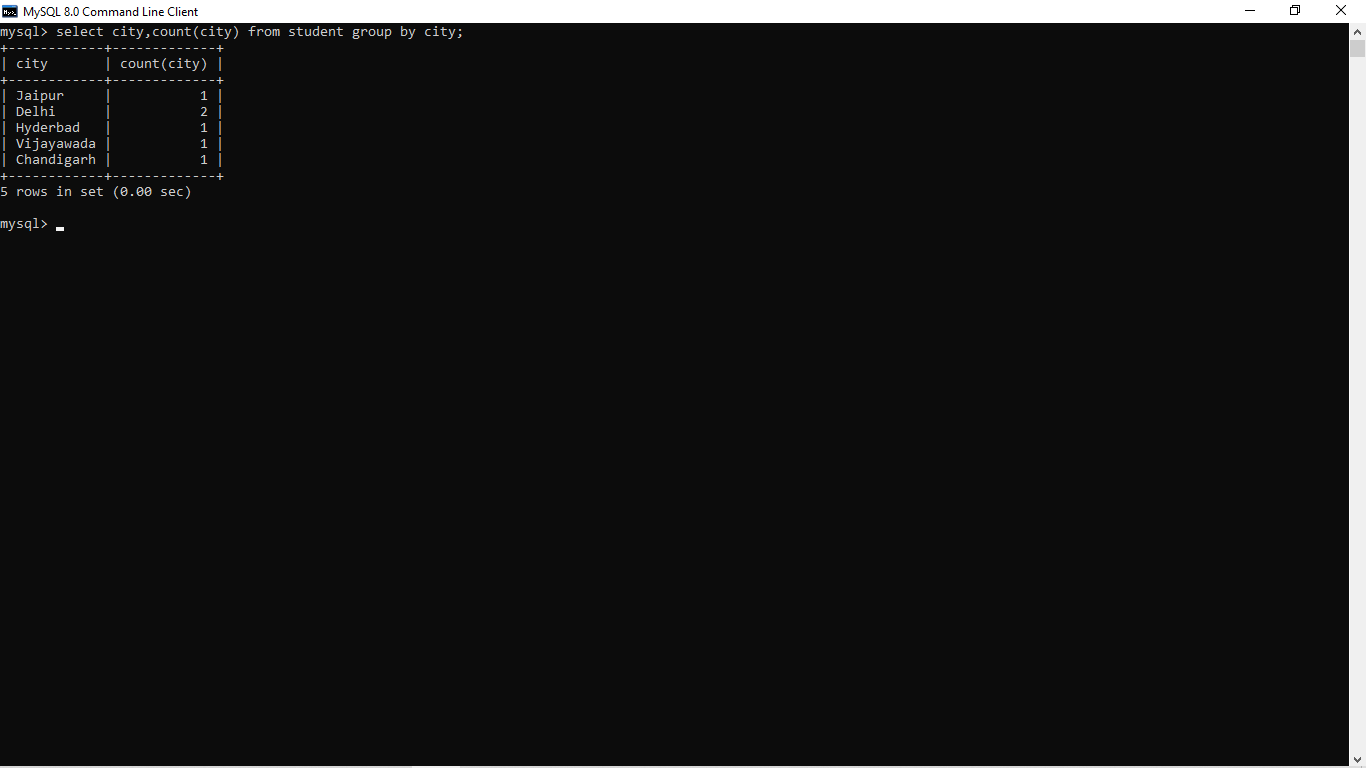 MySQL 8.0 Command Line Client
mysql> select city,count(city) from student group by city;
+------------+-------------+
| city       | count(city) |
+------------+-------------+
| Jaipur     |           1 |
| Delhi      |           2 |
| Hyderbad   |           1 |
| Vijayawada |           1 |
| Chandigarh |           1 |
+------------+-------------+
5 rows in set (0.00 sec)
mysql>